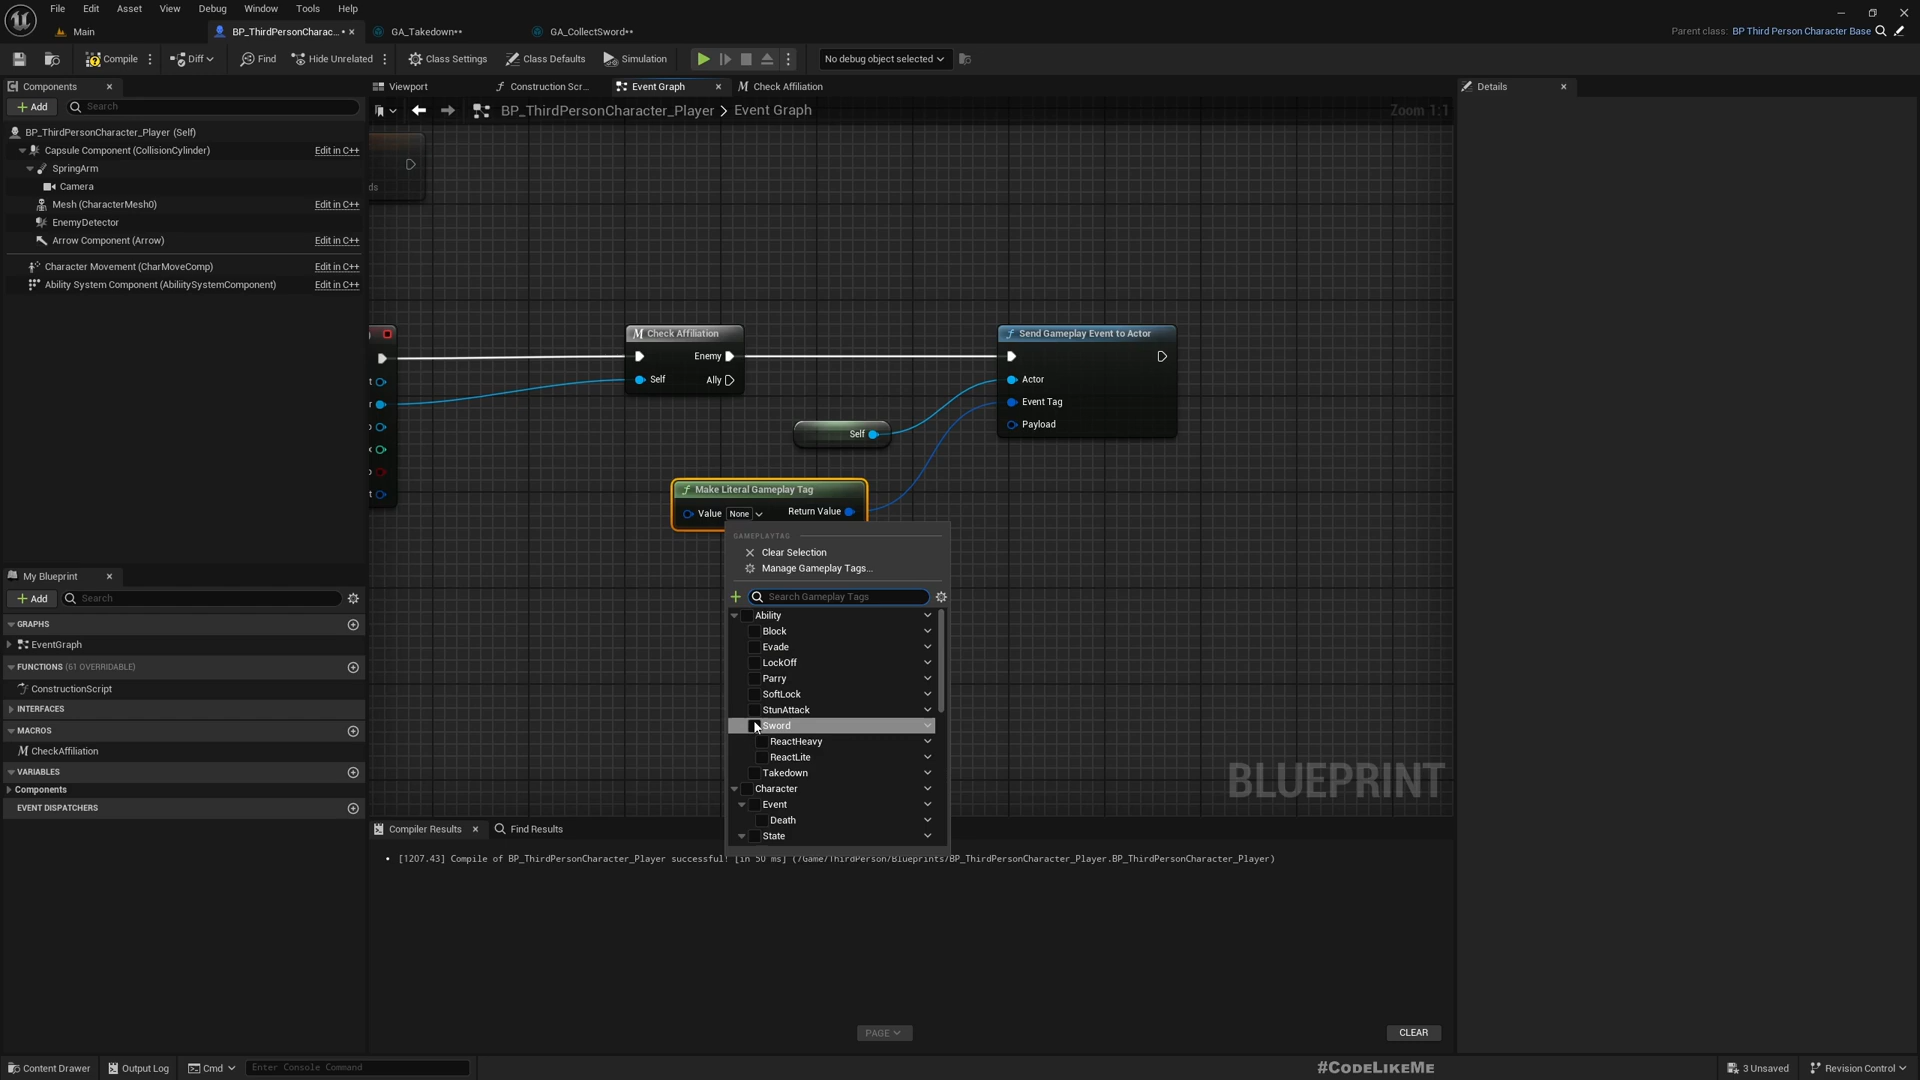 File Edit Asset View Debug Window Tools Help
Main
BP_ThirdPersonCharac...•
GA_Takedown**
GA_CollectSword**
Parent class: BP Third Person Character Base
Compile
Diff
Find
Hide Unrelated
Class Settings
Class Defaults
Simulation
No debug object selected
Components
Viewport
Construction Scr...
Event Graph
Check Affiliation
Details
Add
Search
BP_ThirdPersonCharacter_Player > Event Graph
Zoom 1:1
BP_ThirdPersonCharacter_Player (Self)
Capsule Component (CollisionCylinder) Edit in C++
SpringArm
Camera
Mesh (CharacterMesh0) Edit in C++
EnemyDetector
Arrow Component (Arrow) Edit in C++
Character Movement (CharMoveComp) Edit in C++
Ability System Component (AbilitySystemComponent) Edit in C++
ds
Check Affiliation
Enemy
Self
Ally
Send Gameplay Event to Actor
Actor
Event Tag
Payload
Self
Make Literal Gameplay Tag
Value None
Return Value
GAMEPLAYTAG
Clear Selection
Manage Gameplay Tags...
Search Gameplay Tags
Ability
Block
Evade
LockOff
Parry
SoftLock
StunAttack
Sword
ReactHeavy
ReactLite
Takedown
Character
Event
Death
State
BLUEPRINT
My Blueprint
Add
Search
GRAPHS
EventGraph
FUNCTIONS (61 OVERRIDABLE)
ConstructionScript
INTERFACES
MACROS
CheckAffiliation
VARIABLES
Components
EVENT DISPATCHERS
Compiler Results
Find Results
[1207.43] Compile of BP_ThirdPersonCharacter_Player successful! [in 50 ms] (/Game/ThirdPerson/Blueprints/BP_ThirdPersonCharacter_Player.BP_ThirdPersonCharacter_Player)
PAGE
CLEAR
Content Drawer
Output Log
Cmd
Enter Console Command
#CODELIKEME
3 Unsaved
Revision Control